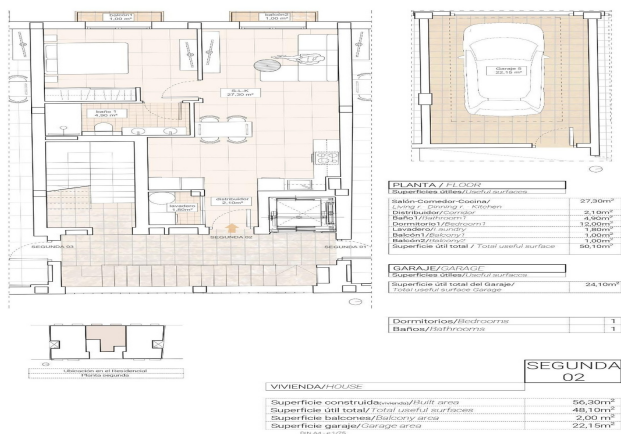 balcón1
1,00 m²
balcón2
1,00 m²
Garaje 5
22,15 m²
S.L.K
27,30 m²
baño 1
4,90 m²
lavadero
1,80m²
distribuidor
2,10m²
SEGUNDA 03
SEGUNDA 02
SEGUNDA 01
PLANTA / FLOOR
Superficies útiles/Useful surfaces
Salón-Comedor-Cocina/ 27,30m²
Living r. Dinning r. Kitchen
Distribuidor/Corridor 2,10m²
Baño1/Bathroom1 4,90m²
Dormitorio1/Bedroom1 12,00m²
Lavadero/Laundry 1,80m²
Balcón1/Balcony1 1,00m²
Balcón2/Balcony2 1,00m²
Superficie útil total / Total useful surface 50,10m²
GARAJE/GARAGE
Superficies útiles/Useful surfaces
Superficie útil total del Garaje/ 24,10m²
Total useful surface Garage
Dormitorios/Bedrooms 1
Baños/Bathrooms 1
Ubicación en el Residencial
Planta segunda
SEGUNDA
02
VIVIENDA/HOUSE
Superficie construida(vivienda)/Built area 56,30m²
Superficie útil total/Total useful surfaces 48,10m²
Superficie balcones/Balcony area 2,00 m²
Superficie garaje/Garage area 22,15m²